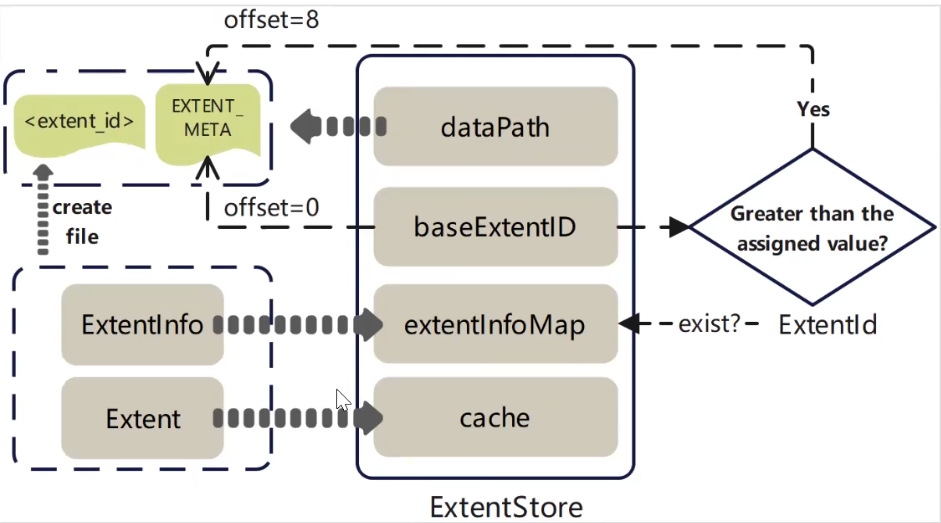 offset=8
<extent_id>
EXTENT_
META
dataPath
Yes
create
file
offset=0
baseExtentID
Greater than the
assigned value?
ExtentInfo
extentInfoMap
exist?
ExtentId
Extent
cache
ExtentStore